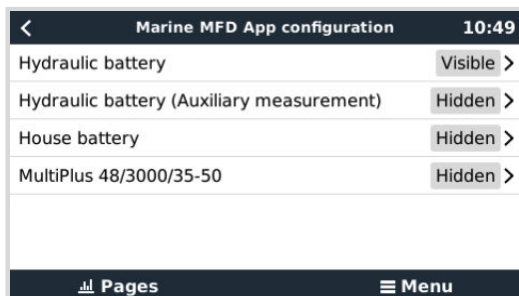 Marine MFD App configuration 10:49
Hydraulic battery Visible
Hydraulic battery (Auxiliary measurement) Hidden
House battery Hidden
MultiPlus 48/3000/35-50 Hidden
Pages Menu